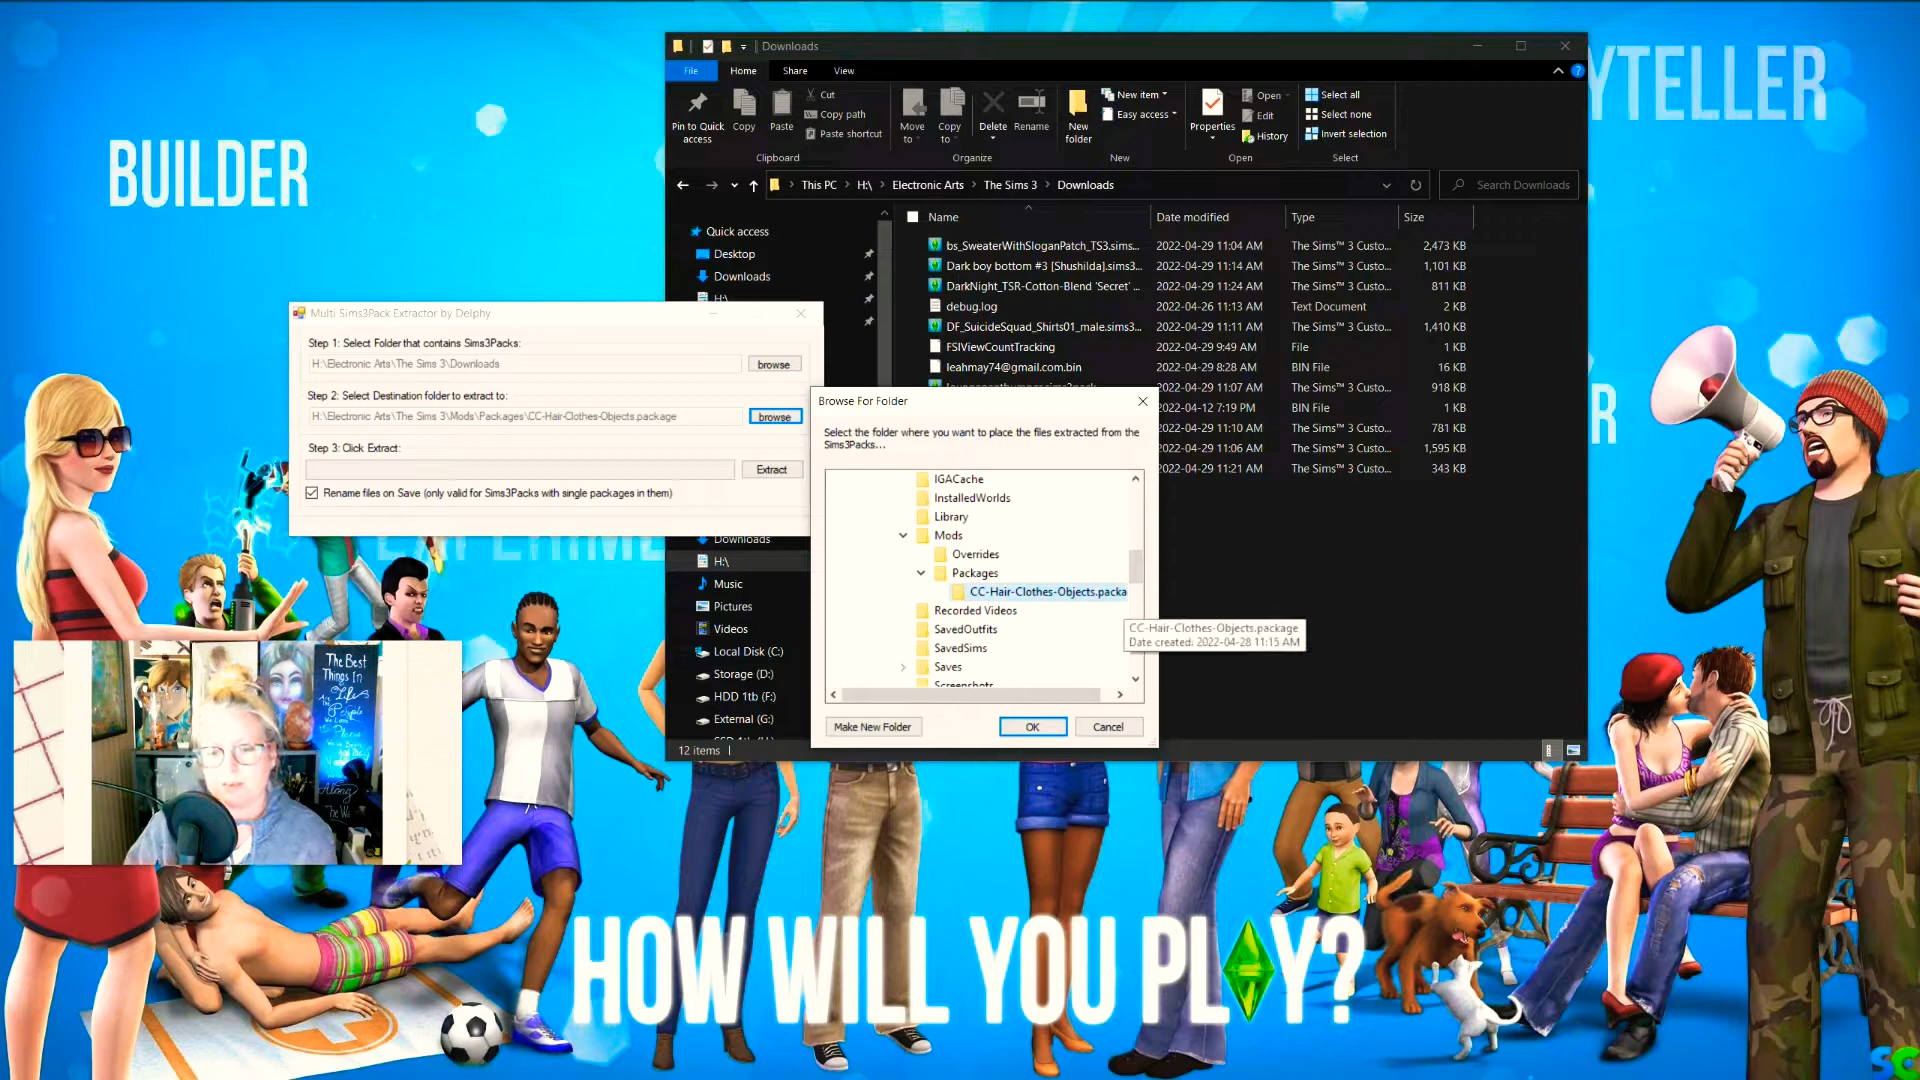 BUILDER
YTELLER
R
Downloads
File
Home
Share
View
Pin to Quick access
Copy
Paste
Cut
Copy path
Paste shortcut
Clipboard
Move to
Copy to
Delete
Rename
Organize
New folder
New item
Easy access
New
Properties
Open
Edit
History
Open
Select all
Select none
Invert selection
Select
This PC > H:\ > Electronic Arts > The Sims 3 > Downloads
Search Downloads
Name
Date modified
Type
Size
Quick access
Desktop
Downloads
H:\
bs_SweaterWithSloganPatch_TS3.sims... 2022-04-29 11:04 AM The Sims™ 3 Custo... 2,473 KB
Dark boy bottom #3 [Shushilda].sims3... 2022-04-29 11:14 AM The Sims™ 3 Custo... 1,101 KB
DarkNight_TSR-Cotton-Blend 'Secret' ... 2022-04-29 11:24 AM The Sims™ 3 Custo... 811 KB
debug.log 2022-04-26 11:13 AM Text Document 2 KB
DF_SuicideSquad_Shirts01_male.sims3... 2022-04-29 11:11 AM The Sims™ 3 Custo... 1,410 KB
FSIViewCountTracking 2022-04-29 9:49 AM File 1 KB
leahmay74@gmail.com.bin 2022-04-29 8:28 AM BIN File 16 KB
2022-04-29 11:07 AM The Sims™ 3 Custo... 918 KB
2022-04-12 7:19 PM BIN File 1 KB
2022-04-29 11:10 AM The Sims™ 3 Custo... 781 KB
2022-04-29 11:06 AM The Sims™ 3 Custo... 1,595 KB
2022-04-29 11:21 AM The Sims™ 3 Custo... 343 KB
Multi Sims3Pack Extractor by Delphy
Step 1: Select Folder that contains Sims3Packs:
H:\Electronic Arts\The Sims 3\Downloads
browse
Step 2: Select Destination folder to extract to:
H:\Electronic Arts\The Sims 3\Mods\Packages\CC-Hair-Clothes-Objects.package
browse
Step 3: Click Extract:
Extract
Rename files on Save (only valid for Sims3Packs with single packages in them)
Downloads
H:\
Music
Pictures
Videos
Local Disk (C:)
Storage (D:)
HDD 1tb (F:)
External (G:)
12 items
Browse For Folder
Select the folder where you want to place the files extracted from the
Sims3Packs...
IGACache
InstalledWorlds
Library
Mods
Overrides
Packages
CC-Hair-Clothes-Objects.packa
Recorded Videos
SavedOutfits
SavedSims
Saves
Screenshots
Make New Folder
OK
Cancel
CC-Hair-Clothes-Objects.package
Date created: 2022-04-28 11:15 AM
The Best
Things In
Life
HOW WILL YOU PLAY?